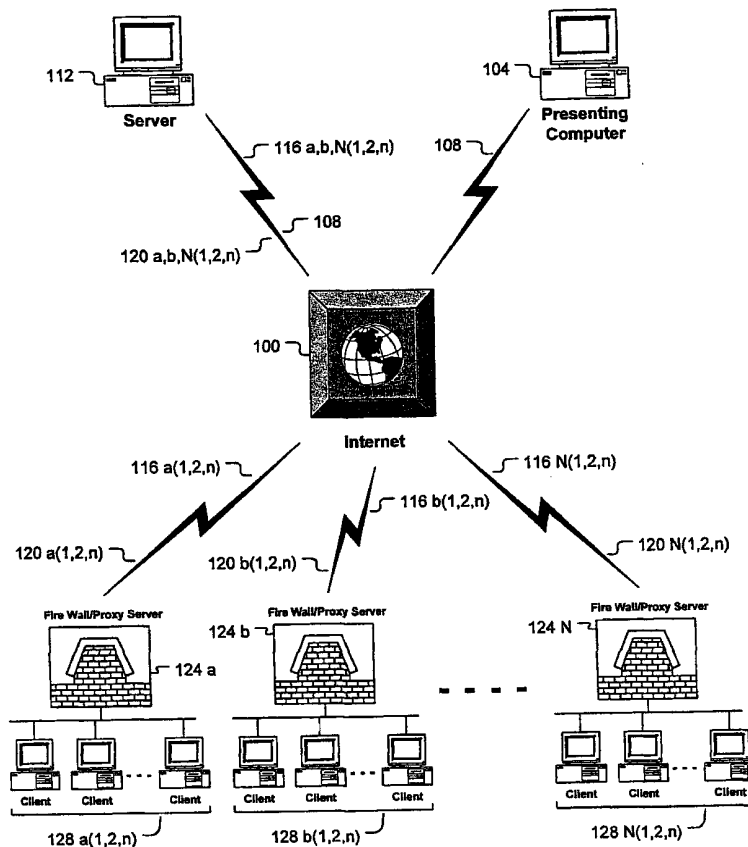 112
Server
104
Presenting
Computer
116 a,b,N(1,2,n)
108
108
120 a,b,N(1,2,n)
100
Internet
116 a(1,2,n)
116 N(1,2,n)
116 b(1,2,n)
120 a(1,2,n)
120 b(1,2,n)
120 N(1,2,n)
Fire Wall/Proxy Server
124 a
Fire Wall/Proxy Server
124 b
Fire Wall/Proxy Server
124 N
Client Client Client
Client Client Client
Client Client Client
128 a(1,2,n)
128 b(1,2,n)
128 N(1,2,n)